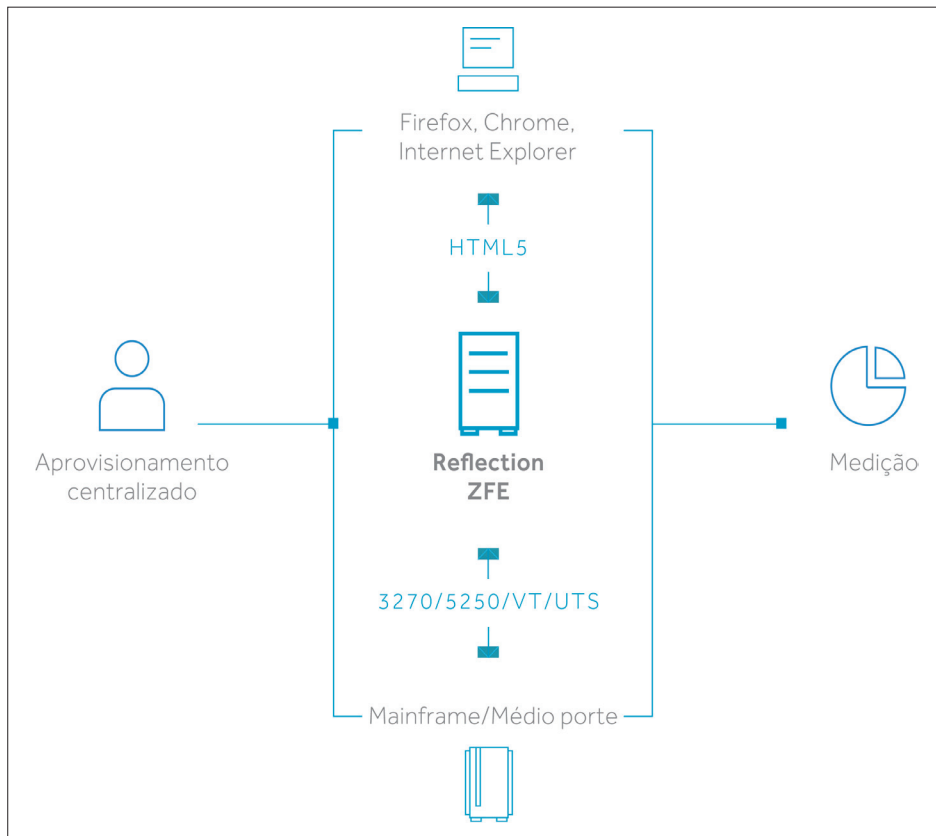 Firefox, Chrome,
Internet Explorer
HTML5
Aprovisionamento
centralizado
Reflection
ZFE
Medição
3270/5250/VT/UTS
Mainframe/Médio porte